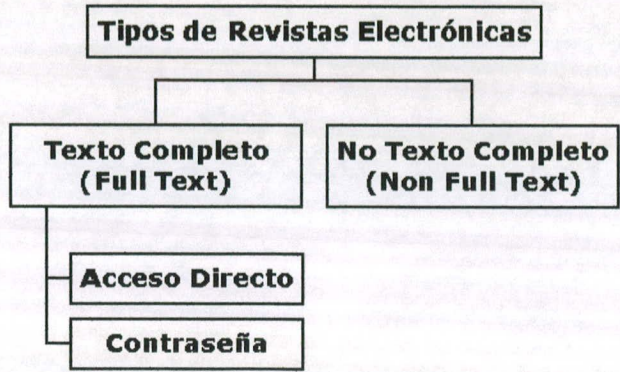 Tipos de Revistas Electrónicas
Texto Completo
(Full Text)
No Texto Completo
(Non Full Text)
Acceso Directo
Contraseña